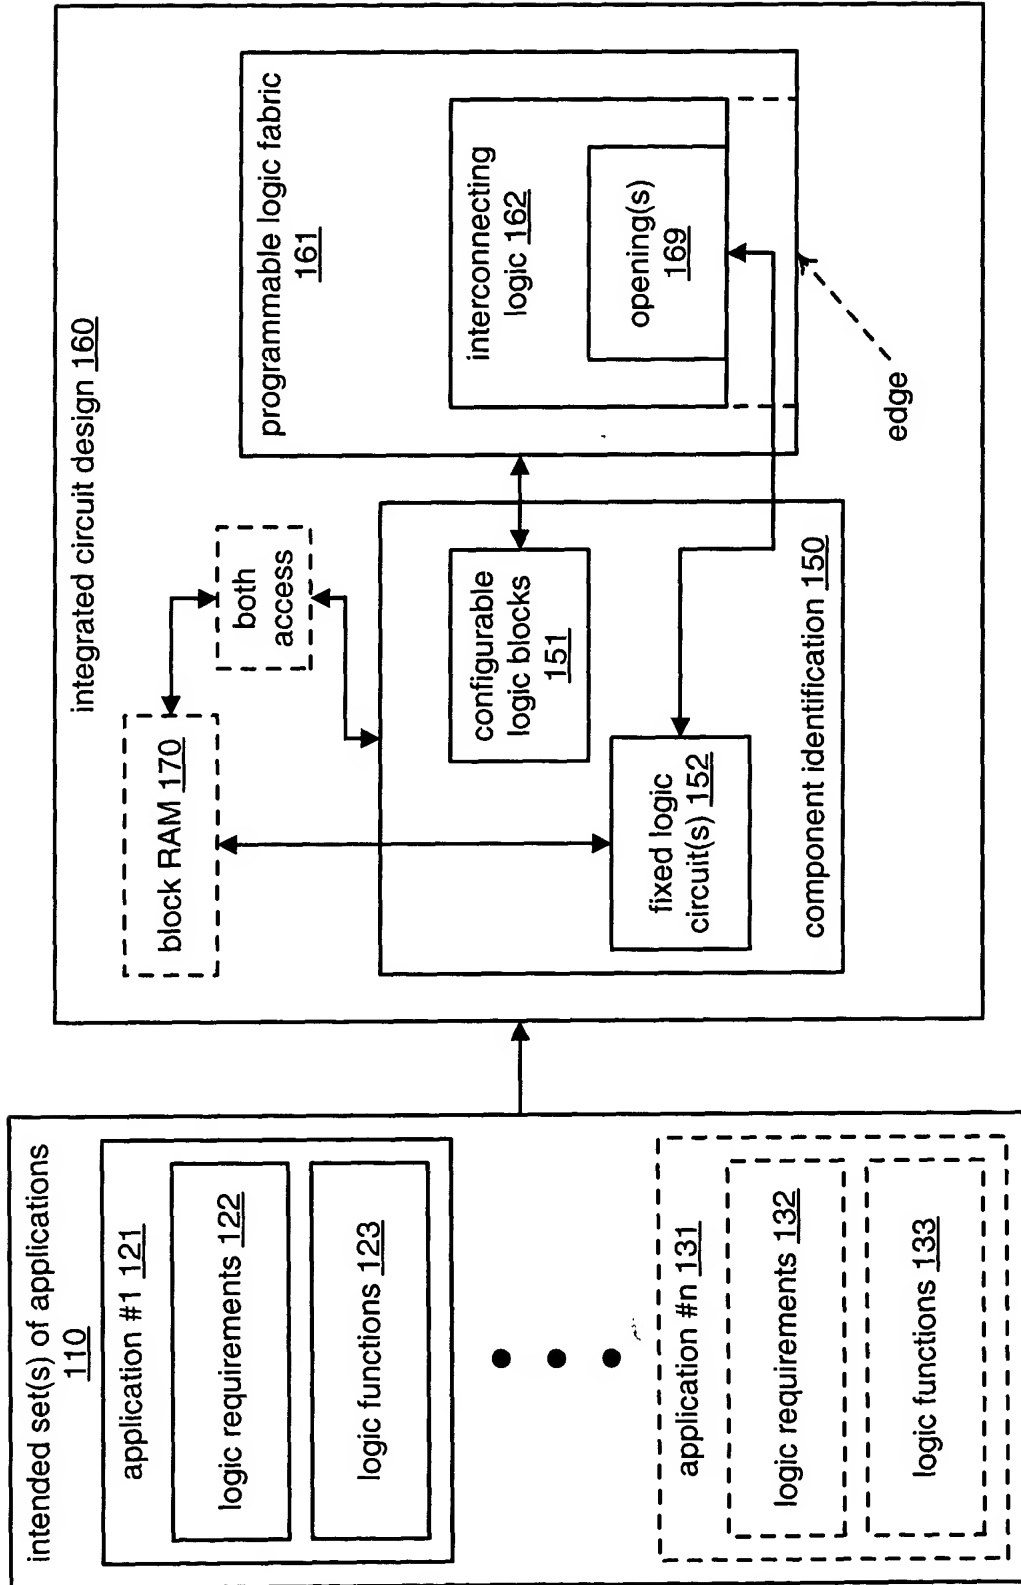 intended set(s) of applications
110
application #1 121
logic requirements 122
logic functions 123
application #n 131
logic requirements 132
logic functions 133
integrated circuit design 160
block RAM 170
both
access
component identification 150
configurable
logic blocks
151
fixed logic
circuit(s) 152
programmable logic fabric
161
interconnecting
logic 162
opening(s)
169
edge